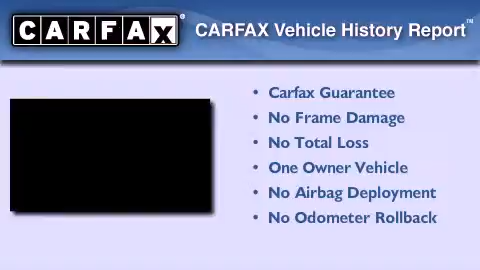 CARFAX® CARFAX Vehicle History Report™
• Carfax Guarantee
• No Frame Damage
• No Total Loss
• One Owner Vehicle
• No Airbag Deployment
• No Odometer Rollback